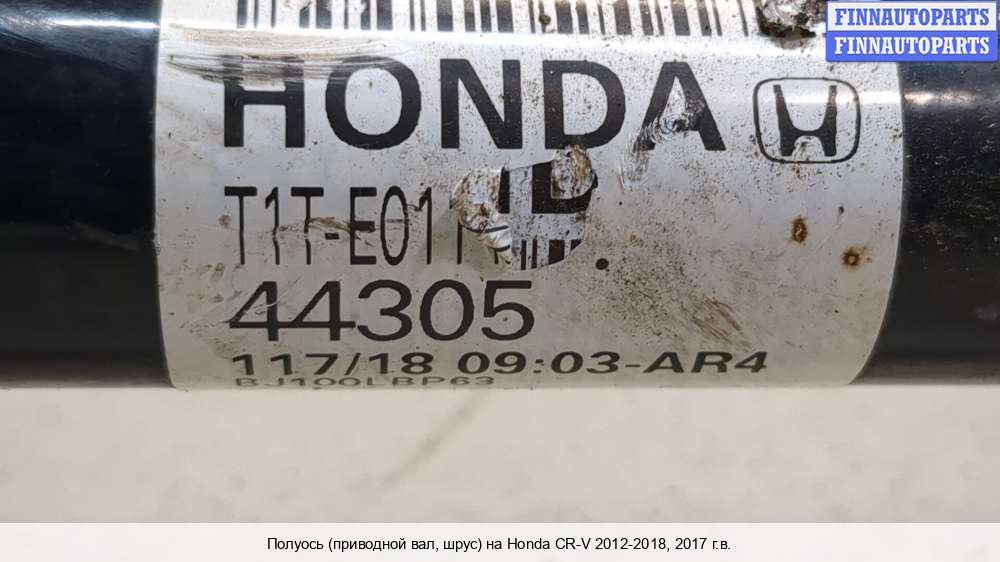 FINNAUTOPARTS
FINNAUTOPARTS
HONDA
T1T-E011
44305
117/18 09:03-AR4
BJ100LBP63
Полуось (приводной вал, шрус) на Honda CR-V 2012-2018, 2017 г.в.